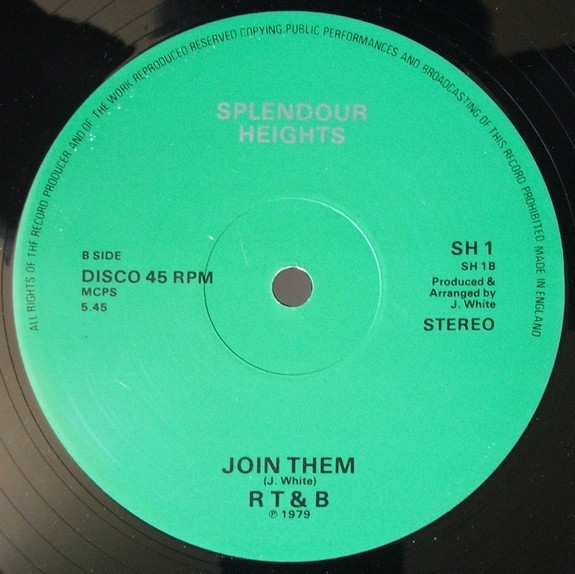 ALL RIGHTS OF THE RECORD PRODUCER AND OF THE WORK REPRODUCED RESERVED COPYING,PUBLIC PERFORMANCES AND BROADCASTING OF THIS RECORD PROHIBITED MADE IN ENGLAND
SPLENDOUR
HEIGHTS
B SIDE
DISCO 45 RPM
MCPS
5.45
SH 1
SH 1B
Produced &
Arranged by
J. White
STEREO
JOIN THEM
(J. White)
R T & B
℗ 1979